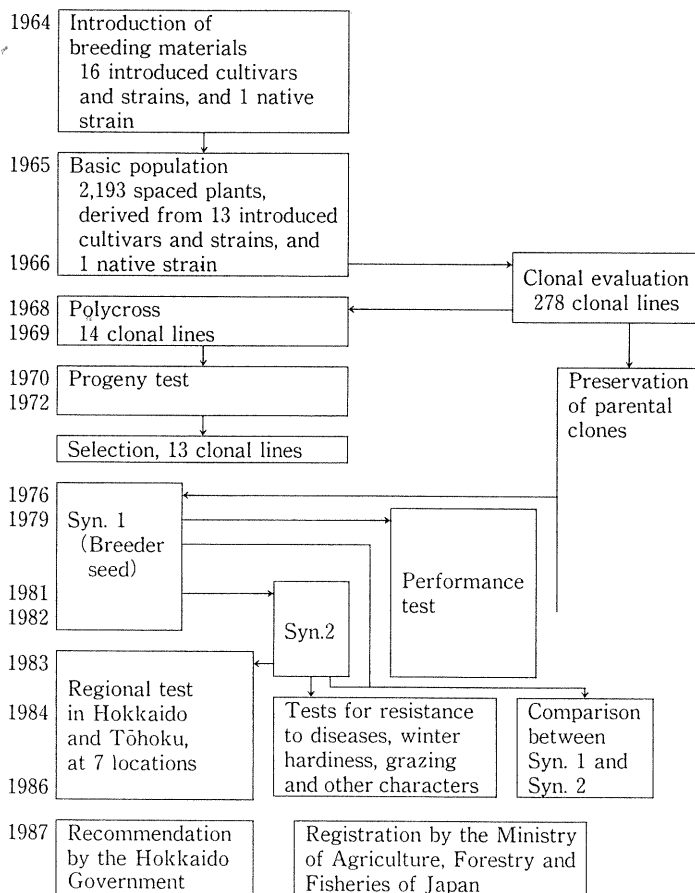 1964
Introduction of
breeding materials
16 introduced cultivars
and strains, and 1 native
strain
1965
Basic population
2,193 spaced plants,
derived from 13 introduced
cultivars and strains, and
1966
1 native strain
Clonal evaluation
278 clonal lines
1968
Polycross
1969
14 clonal lines
1970
Progeny test
1972
Preservation
of parental
clones
Selection, 13 clonal lines
1976
1979
Syn. 1
(Breeder
seed)
1981
1982
Performance
test
Syn.2
1983
Regional test
in Hokkaido
1984
and Tōhoku,
at 7 locations
1986
Tests for resistance
to diseases, winter
hardiness, grazing
and other characters
Comparison
between
Syn. 1 and
Syn. 2
1987
Recommendation
by the Hokkaido
Government
Registration by the Ministry
of Agriculture, Forestry and
Fisheries of Japan